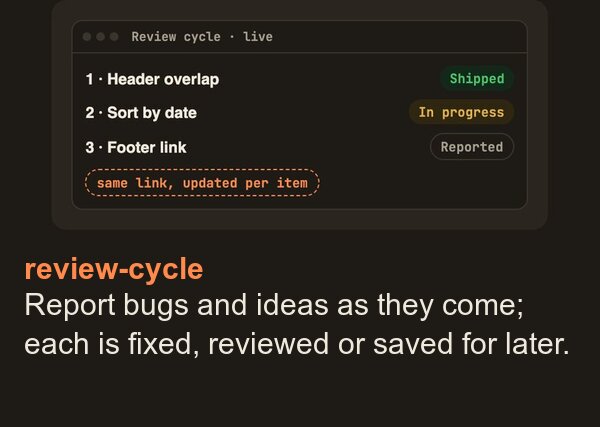 Review cycle · live
1 · Header overlap
Shipped
2 · Sort by date
In progress
3 · Footer link
Reported
same link, updated per item
review-cycle
Report bugs and ideas as they come;
each is fixed, reviewed or saved for later.